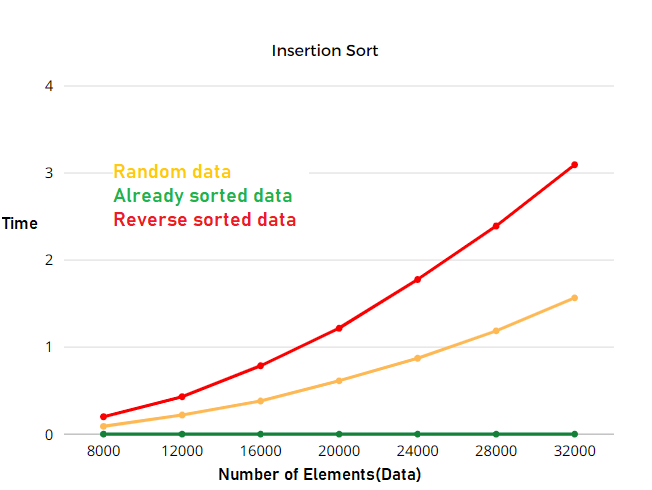 Insertion Sort
4
3
Random data
Already sorted data
Reverse sorted data
Time
2
1
0
8000 12000 16000 20000 24000 28000 32000
Number of Elements(Data)